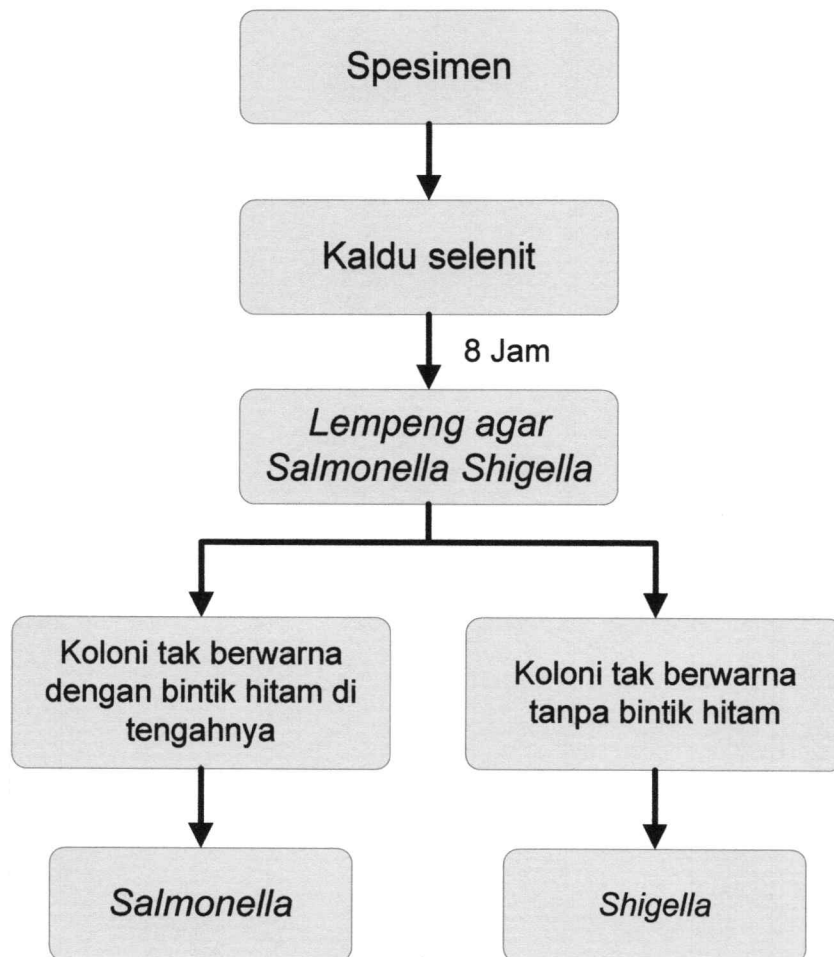 Spesimen
Kaldu selenit
8 Jam
Lempeng agar
Salmonella Shigella
Koloni tak berwarna
dengan bintik hitam di
tengahnya
Koloni tak berwarna
tanpa bintik hitam
Salmonella
Shigella